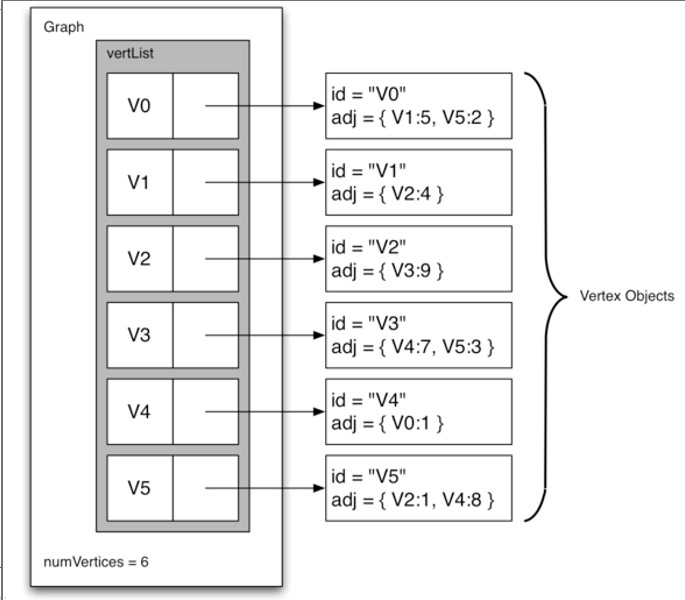 Graph
vertList
V0
id = "V0"
adj = { V1:5, V5:2 }
V1
id = "V1"
adj = { V2:4 }
V2
id = "V2"
adj = { V3:9 }
V3
id = "V3"
adj = { V4:7, V5:3 }
V4
id = "V4"
adj = { V0:1 }
V5
id = "V5"
adj = { V2:1, V4:8 }
Vertex Objects
numVertices = 6